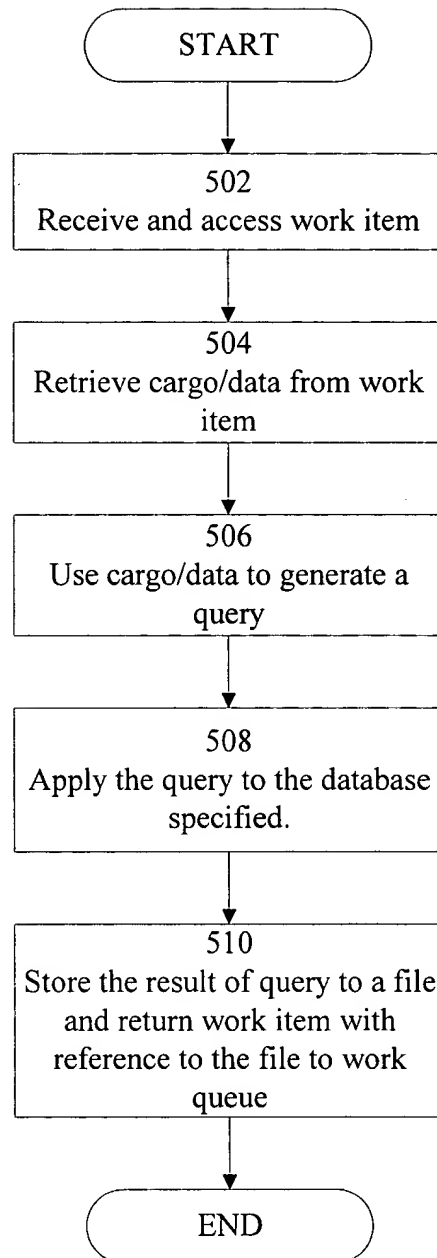 START
502
Receive and access work item
504
Retrieve cargo/data from work
item
506
Use cargo/data to generate a
query
508
Apply the query to the database
specified.
510
Store the result of query to a file
and return work item with
reference to the file to work
queue
END